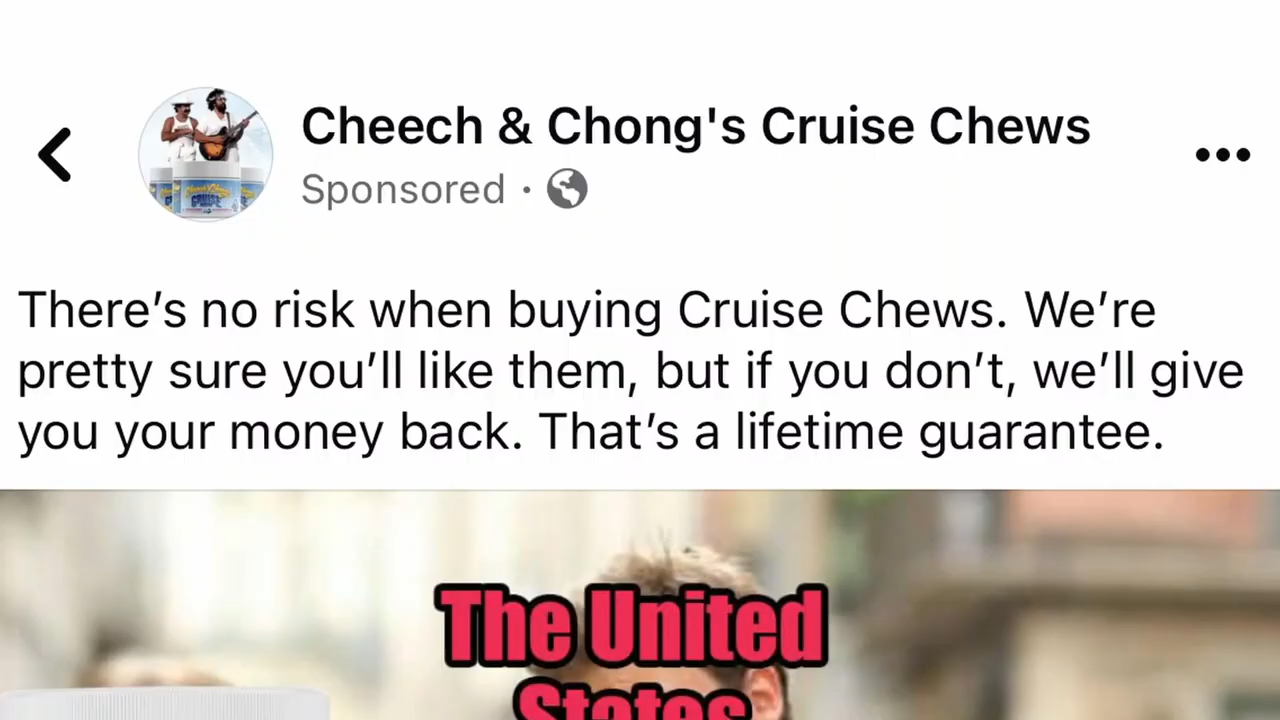 Cheech & Chong's Cruise Chews
Sponsored ·
There’s no risk when buying Cruise Chews. We’re
pretty sure you’ll like them, but if you don’t, we’ll give
you your money back. That’s a lifetime guarantee.
The United
States